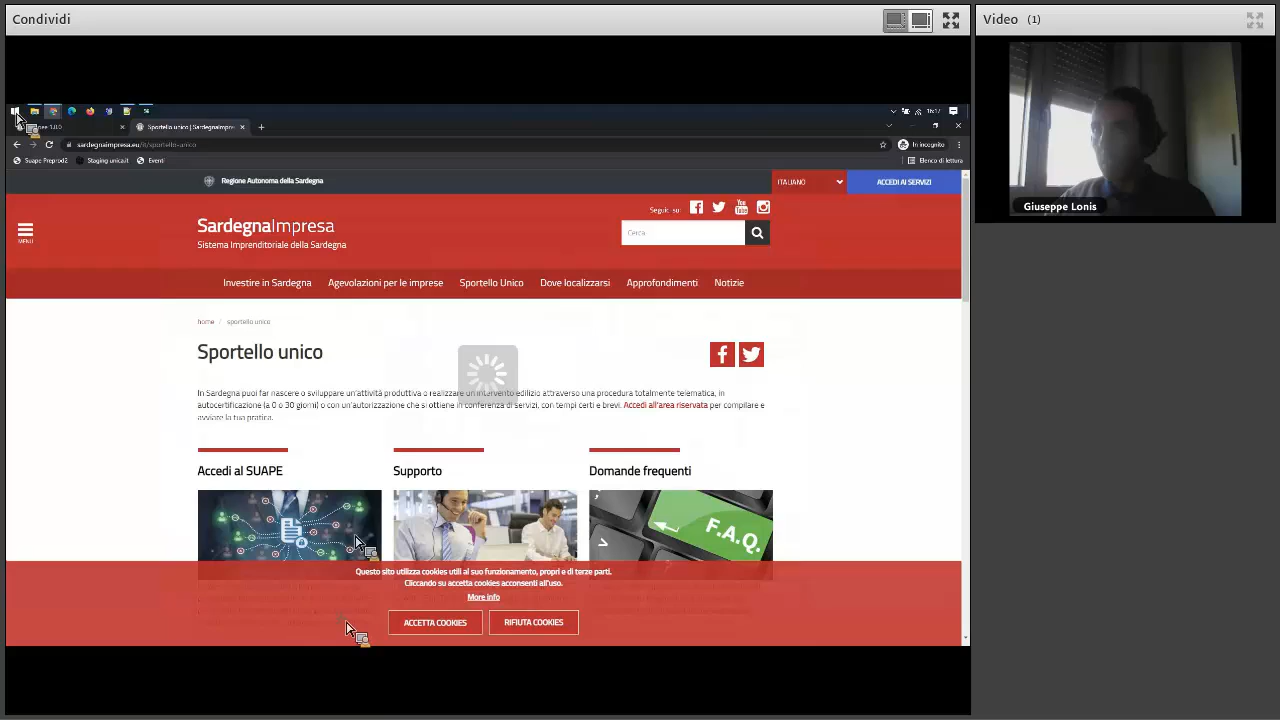 Condividi
Video (1)
Giuseppe Lonis
16:17
Sportello unico | SardegnaImpre
sardegnaimpresa.eu/it/sportello-unico
In incognito
Suape Preprod2
Staging unica.it
Eventi
Elenco di lettura
Regione Autonoma della Sardegna
ITALIANO
ACCEDI AI SERVIZI
MENU
SardegnaImpresa
Sistema Imprenditoriale della Sardegna
Seguici su:
Cerca
Investire in Sardegna
Agevolazioni per le imprese
Sportello Unico
Dove localizzarsi
Approfondimenti
Notizie
home / sportello unico
Sportello unico
In Sardegna puoi far nascere o sviluppare un'attività produttiva o realizzare un intervento edilizio attraverso una procedura totalmente telematica, in
autocertificazione (a 0 o 30 giorni) o con un'autorizzazione che si ottiene in conferenza di servizi, con tempi certi e brevi. Accedi all'area riservata per compilare e
avviare la tua pratica.
Accedi al SUAPE
Supporto
Domande frequenti
F.A.Q.
Questo sito utilizza cookies utili al suo funzionamento, propri e di terze parti.
Cliccando su accetta cookies acconsenti all'uso.
More info
ACCETTA COOKIES
RIFIUTA COOKIES